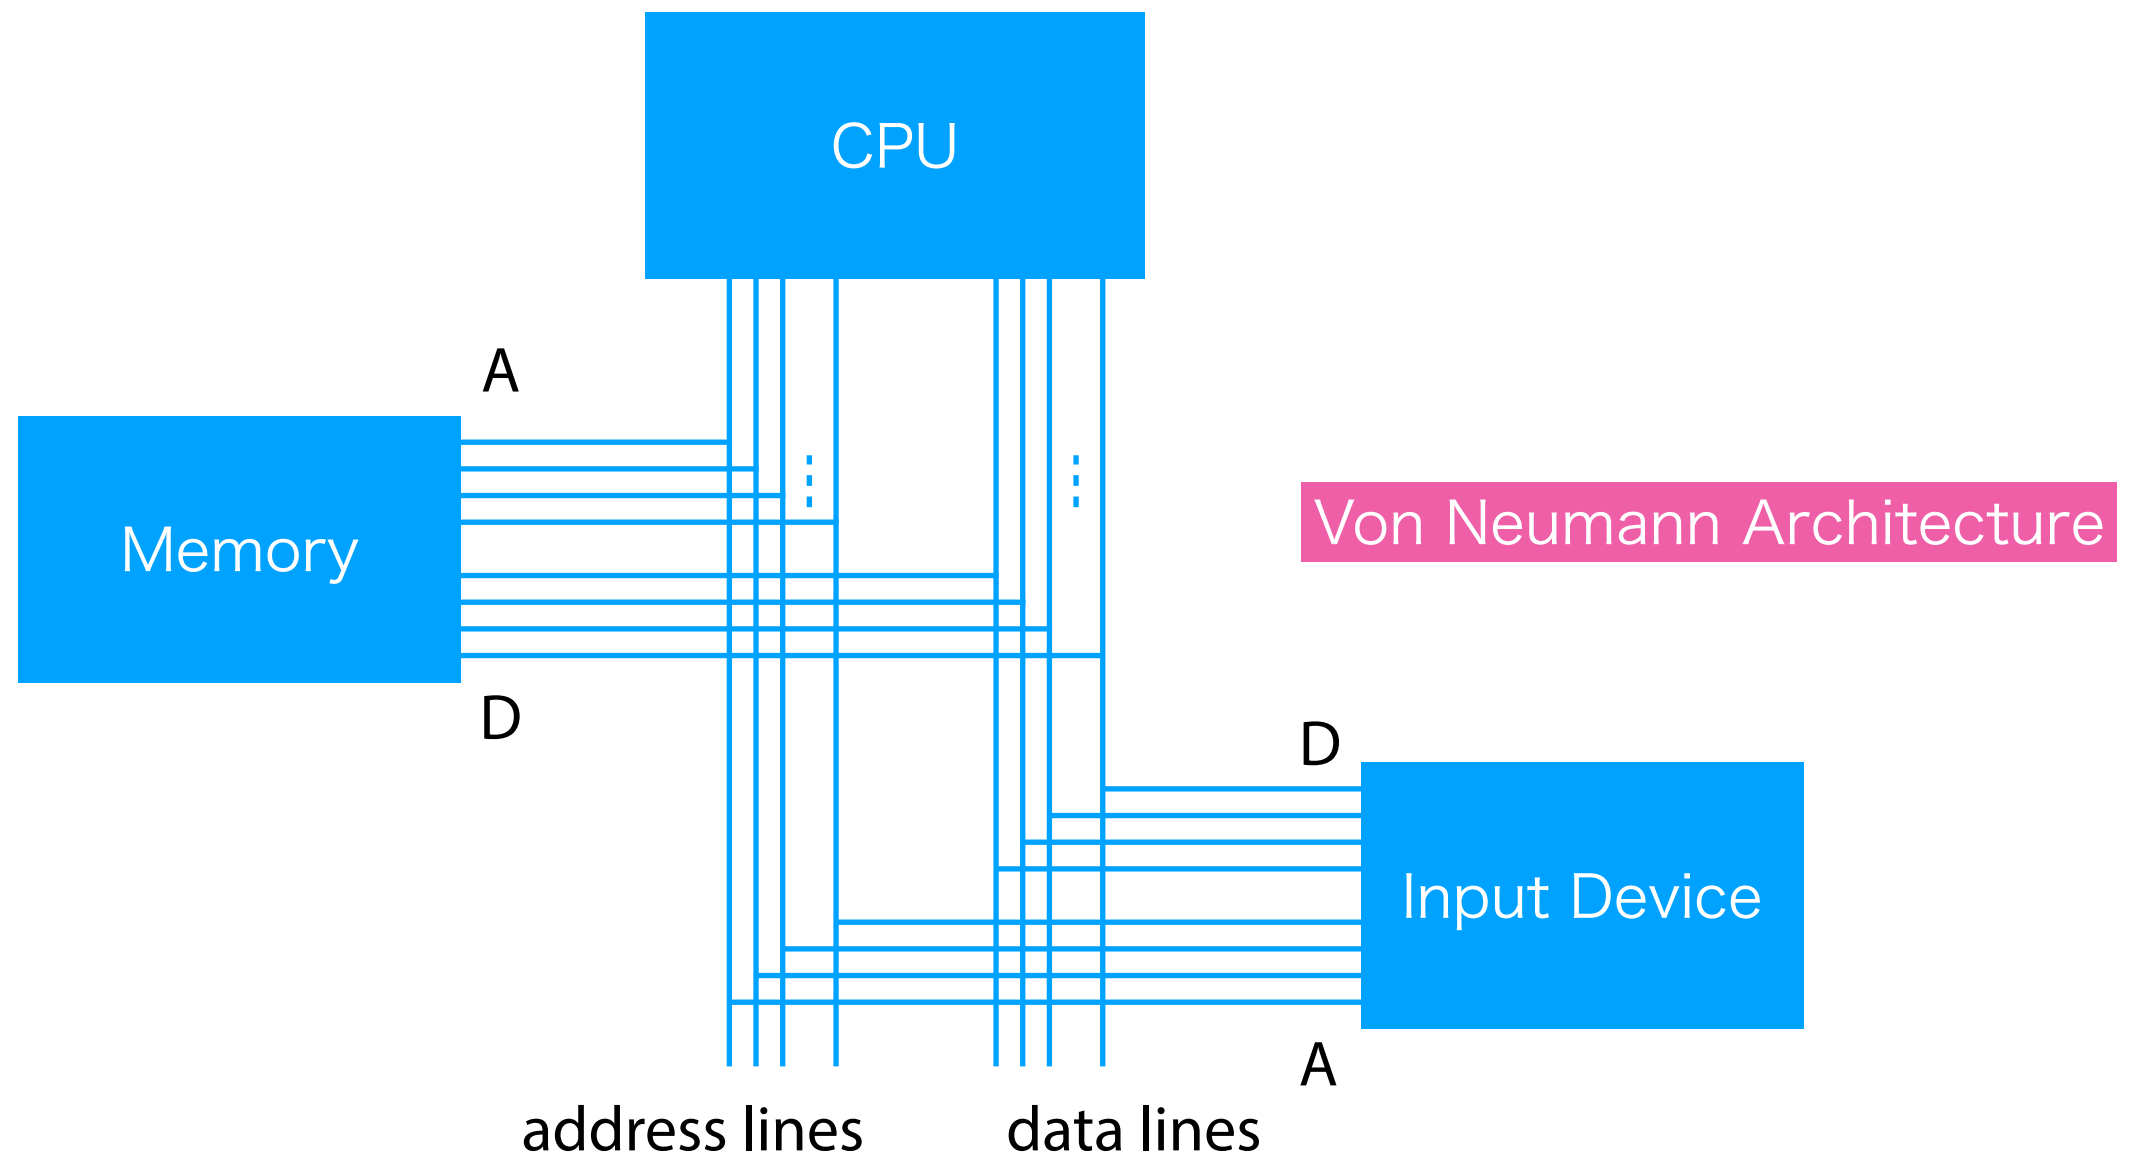 CPU
A
Memory
Von Neumann Architecture
D
D
Input Device
A
address lines
data lines